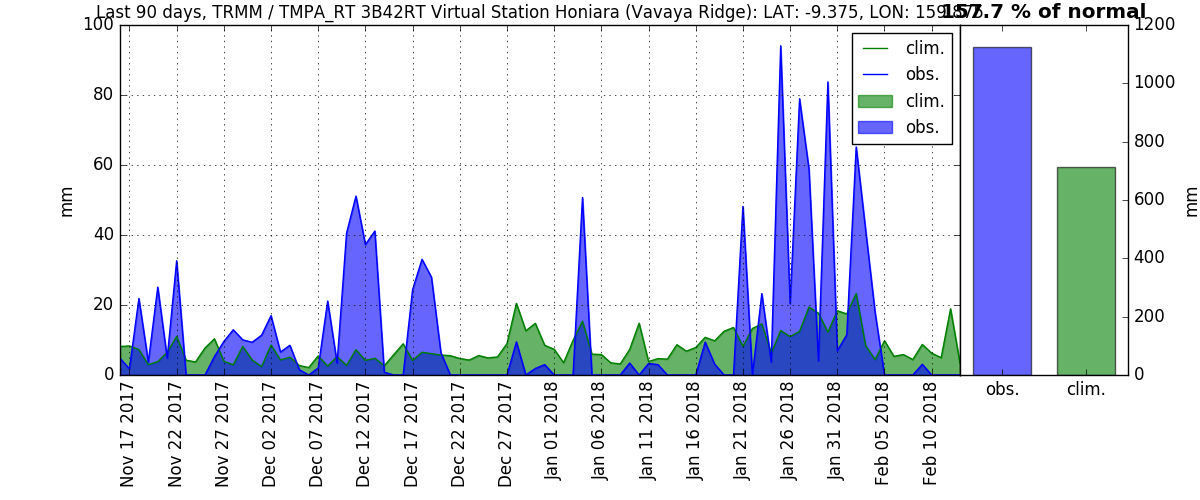 Last 90 days, TRMM / TMPA_RT 3B42RT Virtual Station Honiara (Vavaya Ridge): LAT: -9.375, LON:
157.7 % of normal
100
80
60
40
20
0
mm
clim.
obs.
clim.
obs.
1200
1000
800
600
400
200
0
mm
obs.
clim.
Nov 17 2017
Nov 22 2017
Nov 27 2017
Dec 02 2017
Dec 07 2017
Dec 12 2017
Dec 17 2017
Dec 22 2017
Dec 27 2017
Jan 01 2018
Jan 06 2018
Jan 11 2018
Jan 16 2018
Jan 21 2018
Jan 26 2018
Jan 31 2018
Feb 05 2018
Feb 10 2018